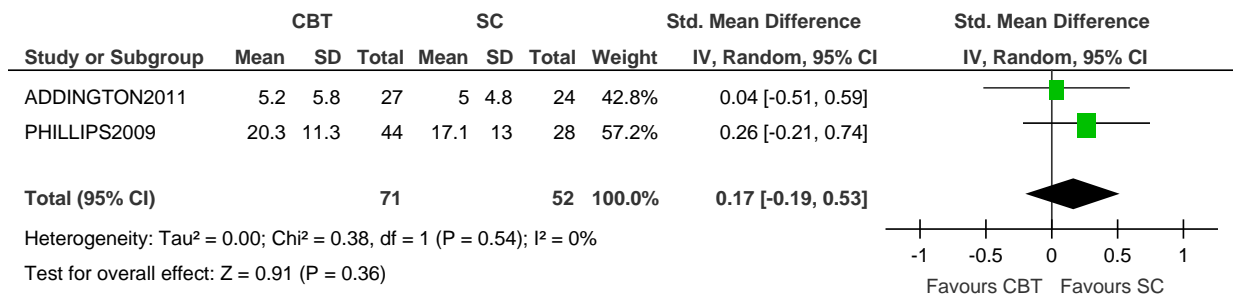 CBT SC Std. Mean Difference Std. Mean Difference
Study or Subgroup Mean SD Total Mean SD Total Weight IV, Random, 95% CI IV, Random, 95% CI
ADDINGTON2011 5.2 5.8 27 5 4.8 24 42.8% 0.04 [-0.51, 0.59]
PHILLIPS2009 20.3 11.3 44 17.1 13 28 57.2% 0.26 [-0.21, 0.74]
Total (95% CI) 71 52 100.0% 0.17 [-0.19, 0.53]
Heterogeneity: Tau² = 0.00; Chi² = 0.38, df = 1 (P = 0.54); I² = 0%
Test for overall effect: Z = 0.91 (P = 0.36)
-1 -0.5 0 0.5 1
Favours CBT Favours SC